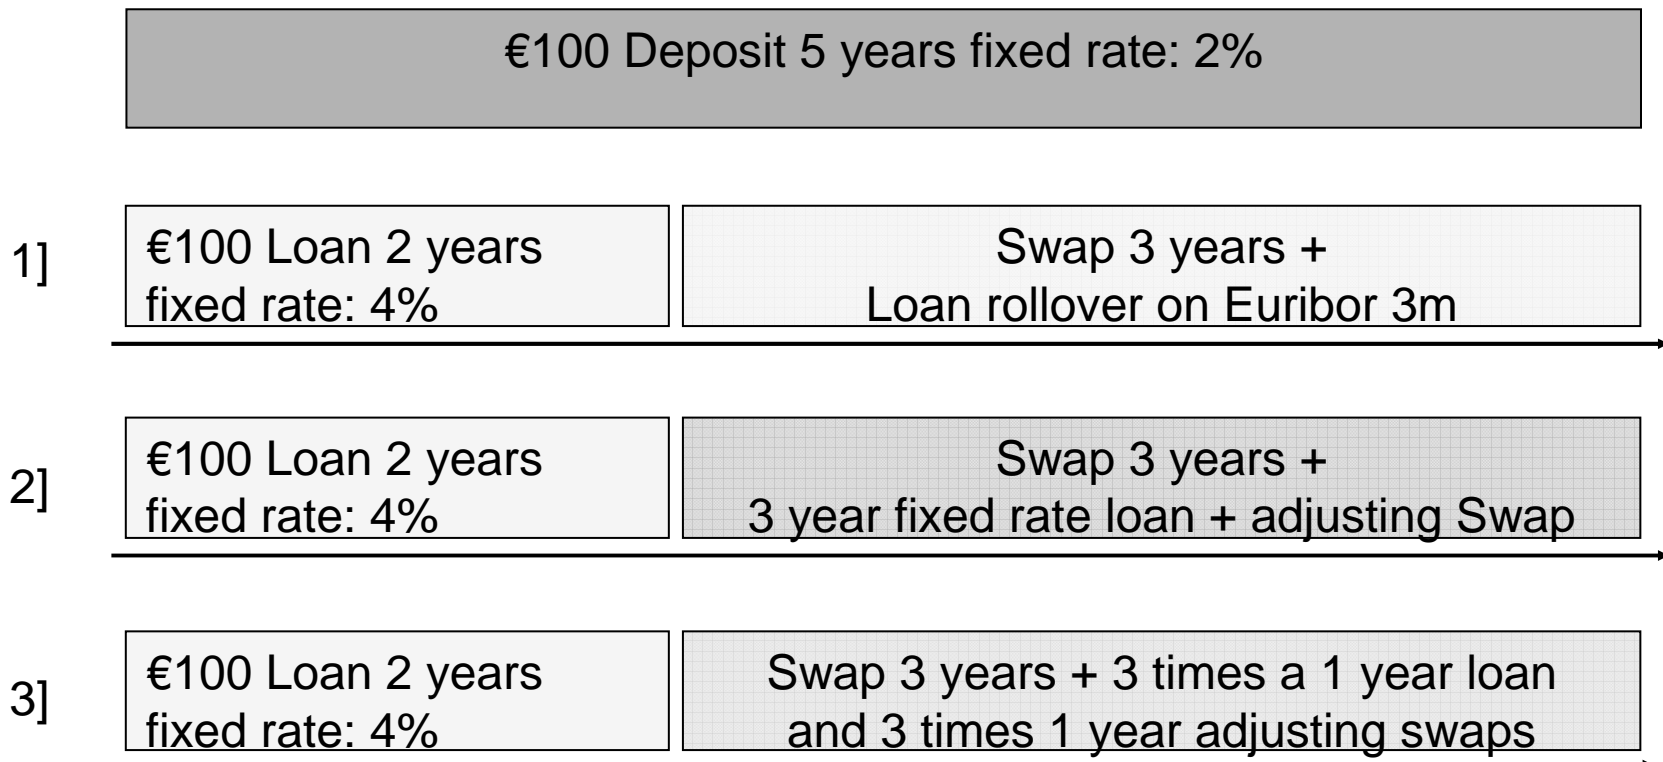 €100 Deposit 5 years fixed rate: 2%
1]
€100 Loan 2 years
fixed rate: 4%
Swap 3 years +
Loan rollover on Euribor 3m
2]
€100 Loan 2 years
fixed rate: 4%
Swap 3 years +
3 year fixed rate loan + adjusting Swap
3]
€100 Loan 2 years
fixed rate: 4%
Swap 3 years + 3 times a 1 year loan
and 3 times 1 year adjusting swaps